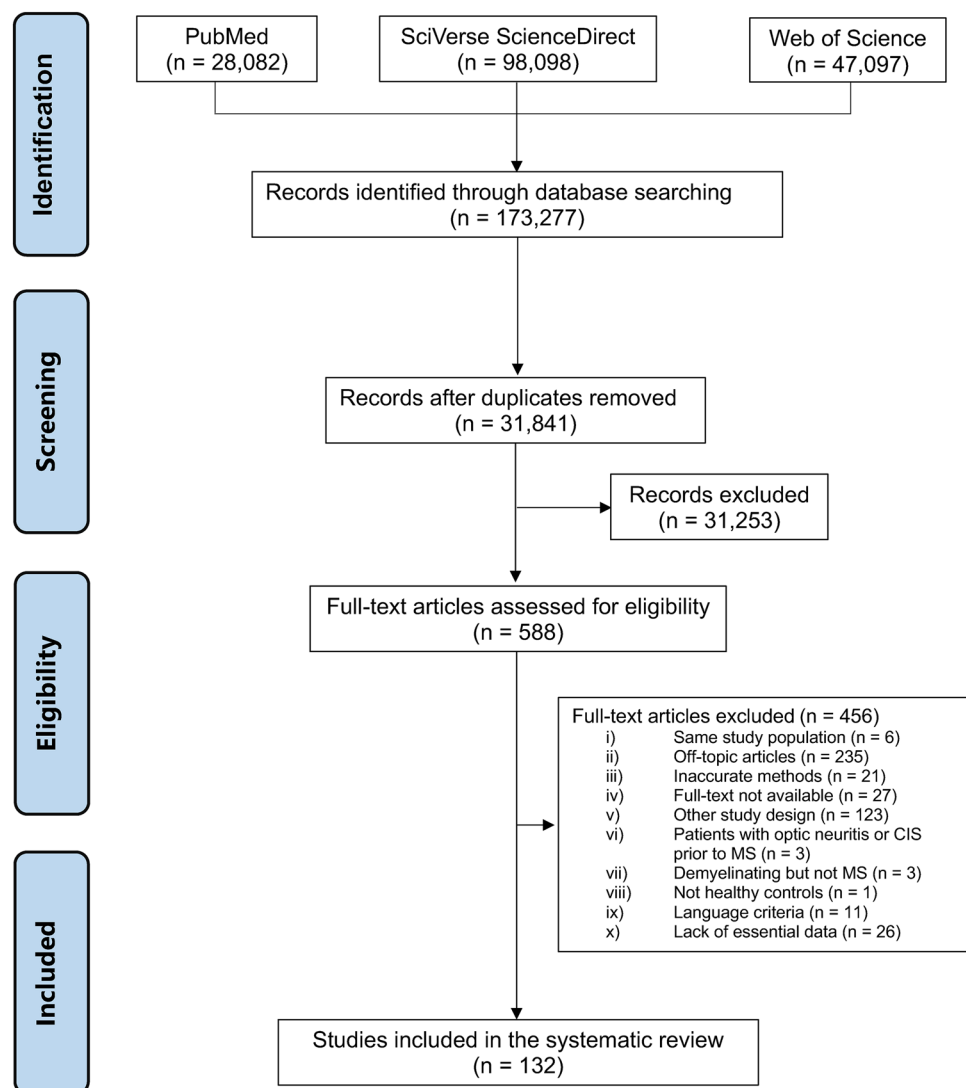 Identification
PubMed
(n = 28,082)
SciVerse ScienceDirect
(n = 98,098)
Web of Science
(n = 47,097)
Records identified through database searching
(n = 173,277)
Screening
Records after duplicates removed
(n = 31,841)
Records excluded
(n = 31,253)
Eligibility
Full-text articles assessed for eligibility
(n = 588)
Full-text articles excluded (n = 456)
i) Same study population (n = 6)
ii) Off-topic articles (n = 235)
iii) Inaccurate methods (n = 21)
iv) Full-text not available (n = 27)
v) Other study design (n = 123)
vi) Patients with optic neuritis or CIS
prior to MS (n = 3)
vii) Demyelinating but not MS (n = 3)
viii) Not healthy controls (n = 1)
ix) Language criteria (n = 11)
x) Lack of essential data (n = 26)
Included
Studies included in the systematic review
(n = 132)